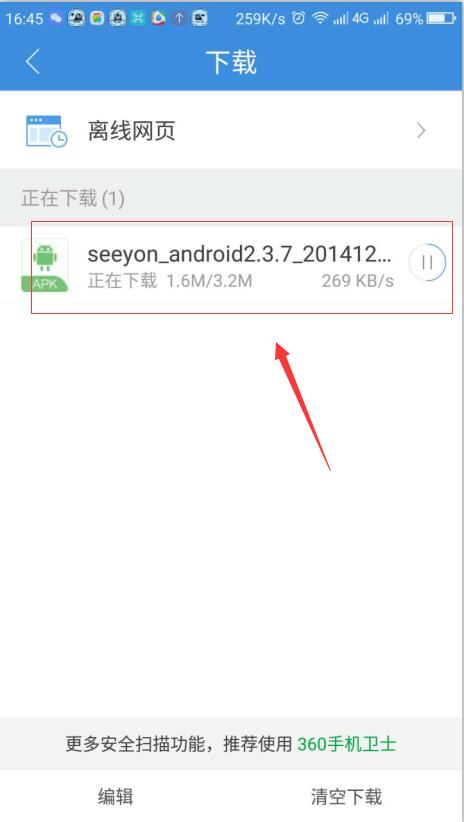 16:45 259K/s 4G 69%
下载
离线网页
正在下载 (1)
seeyon_android2.3.7_201412...
APK
正在下载 1.6M/3.2M 269 KB/s
更多安全扫描功能，推荐使用 360手机卫士
编辑 清空下载